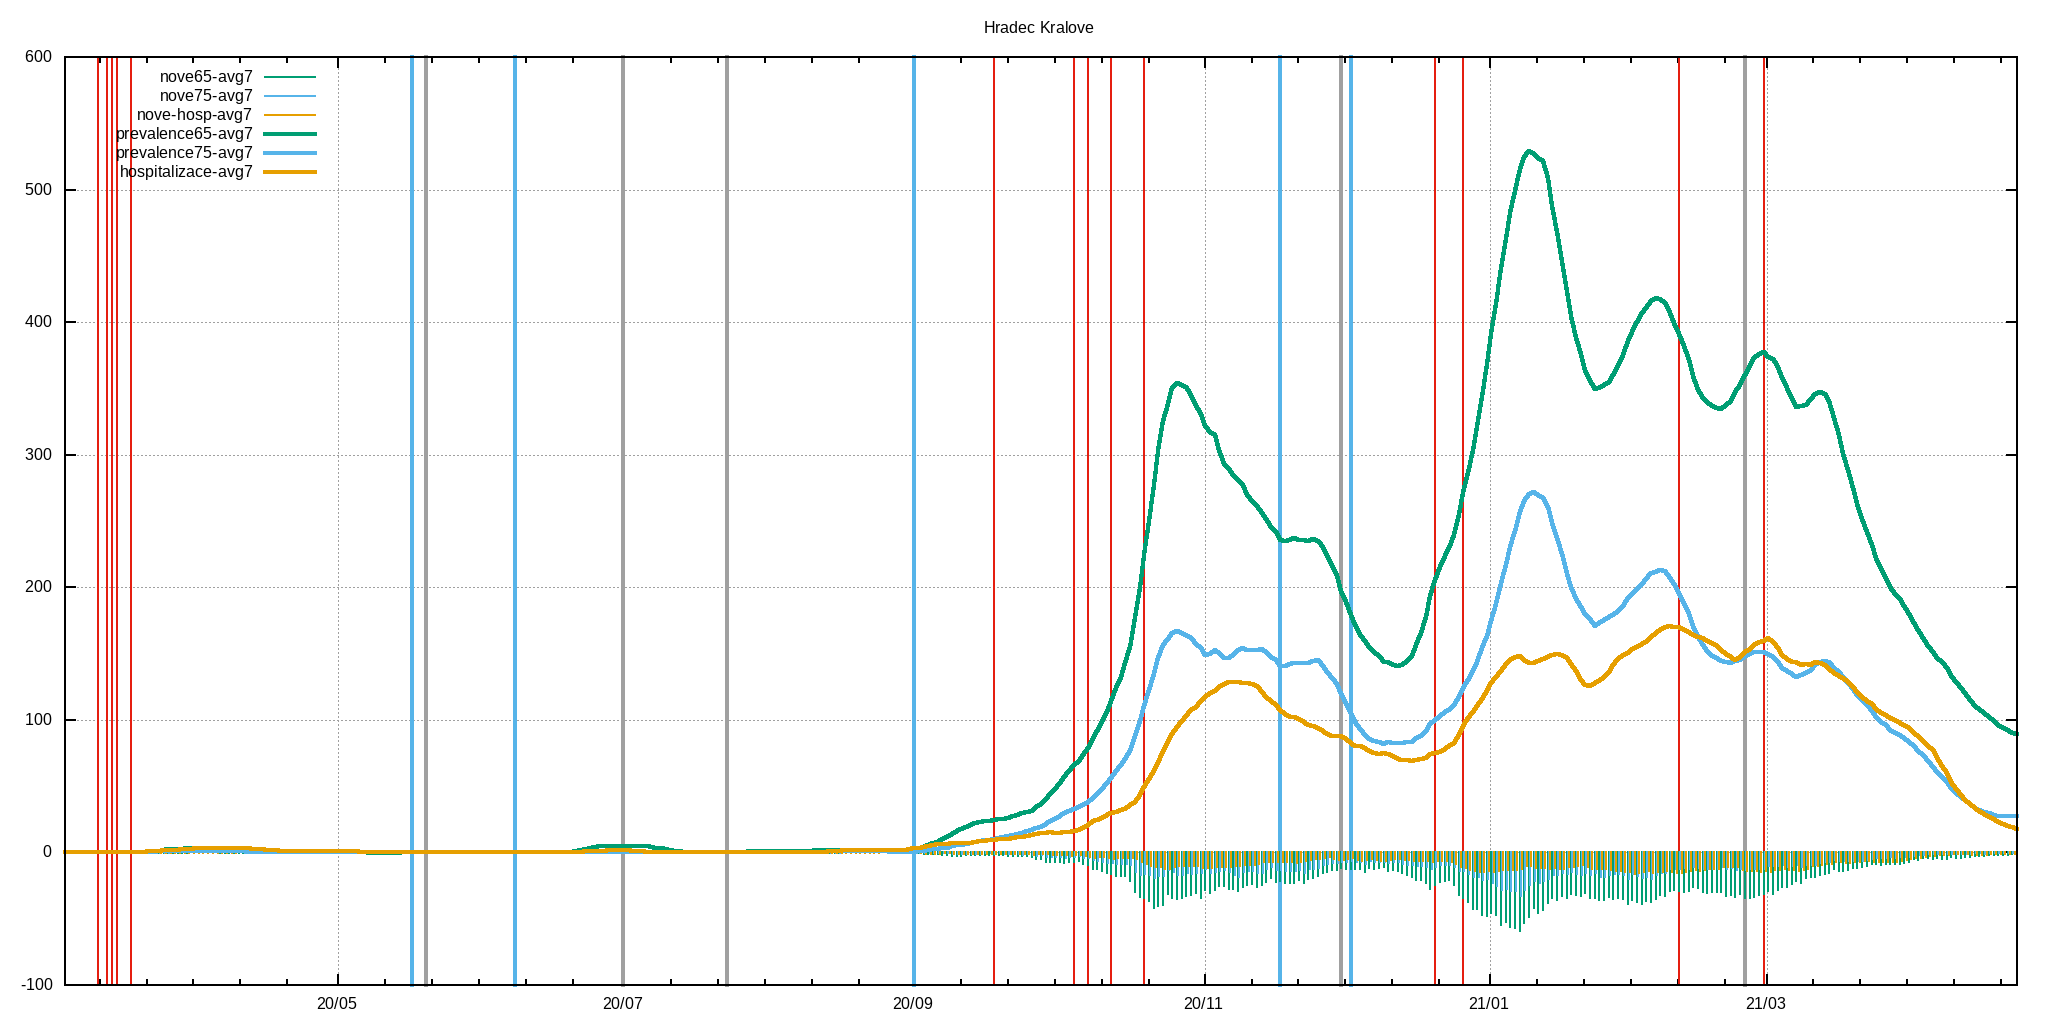 Hradec Kralove
600
500
400
300
200
100
0
-100
nove65-avg7
nove75-avg7
nove-hosp-avg7
prevalence65-avg7
prevalence75-avg7
hospitalizace-avg7
20/05 20/07 20/09 20/11 21/01 21/03